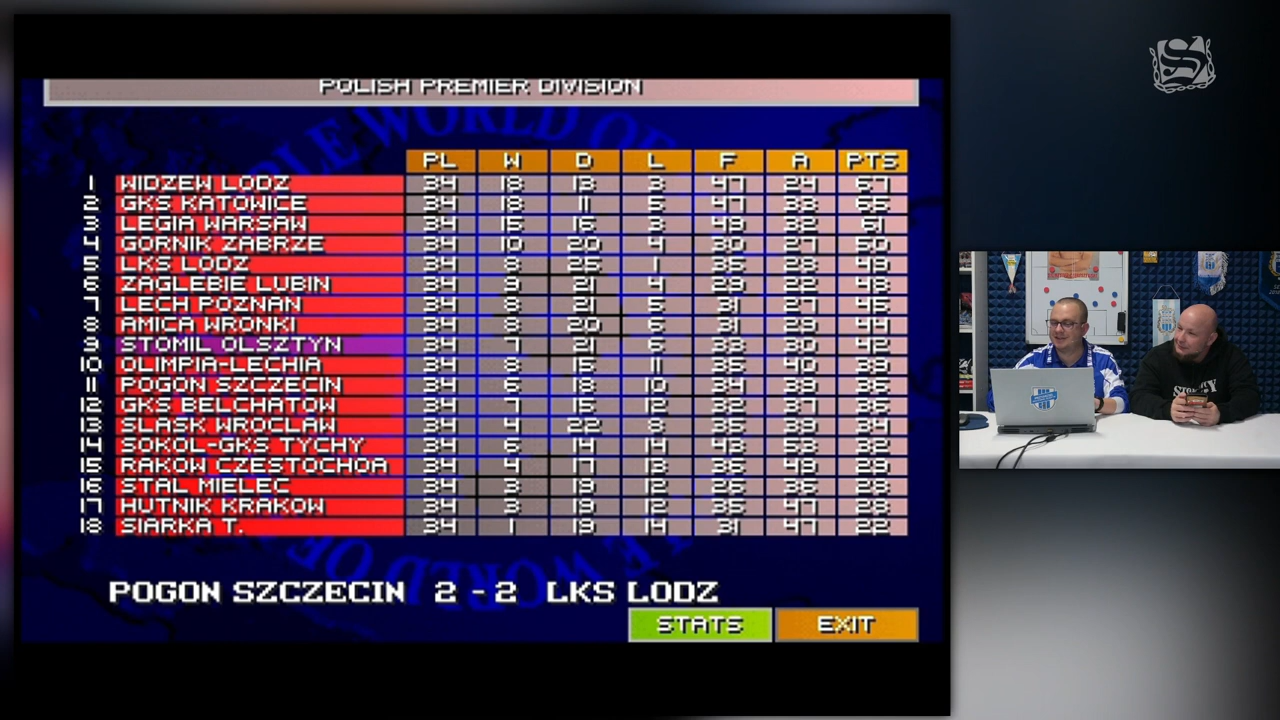 POLISH PREMIER DIVISION
PL W D L F A PTS
1 WIDZEW LODZ 34 18 13 3 47 24 67
2 GKS KATOWICE 34 18 11 5 47 33 65
3 LEGIA WARSAW 34 15 16 3 49 32 61
4 GORNIK ZABRZE 34 10 20 4 30 27 50
5 LKS LODZ 34 8 25 1 35 28 49
6 ZAGLEBIE LUBIN 34 9 21 4 29 22 48
7 LECH POZNAN 34 8 21 5 31 27 45
8 AMICA WRONKI 34 8 20 6 31 29 44
9 STOMIL OLSZTYN 34 7 21 6 33 30 42
10 OLIMPIA-LECHIA 34 8 15 11 36 40 39
11 POGON SZCZECIN 34 6 18 10 34 39 36
12 GKS BELCHATOW 34 7 15 12 32 37 36
13 SLASK WROCLAW 34 4 22 8 35 39 34
14 SOKOL-GKS TYCHY 34 6 14 14 43 53 32
15 RAKOW CZESTOCHOA 34 4 17 13 36 49 29
16 STAL MIELEC 34 3 19 12 26 36 28
17 HUTNIK KRAKOW 34 3 19 12 35 47 28
18 SIARKA T. 34 1 19 14 31 47 22
POGON SZCZECIN 2 - 2 LKS LODZ
STATS EXIT